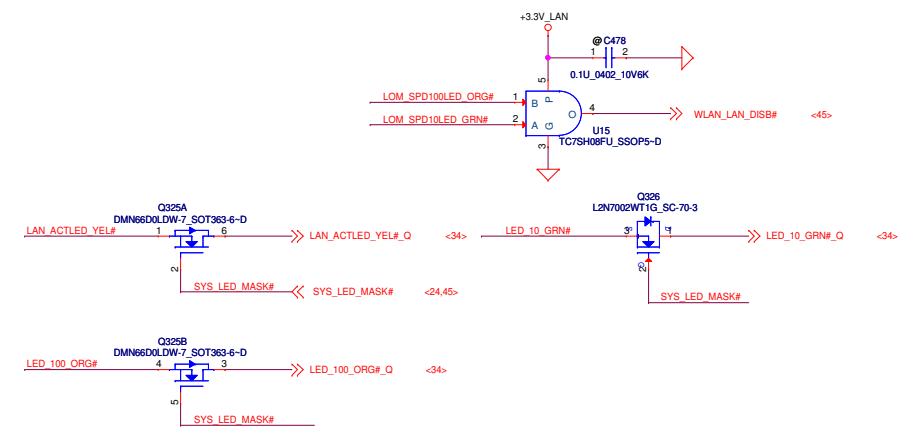 +3.3V_LAN
@ C478
1 2
0.1U_0402_10V6K
5
LOM_SPD100LED_ORG# 1 B P
O 4 WLAN_LAN_DISB# <45>
LOM_SPD10LED_GRN# 2 A G
U15
3 TC7SH08FU_SSOP5~D
Q325A
DMN66D0LDW-7_SOT363-6~D
LAN_ACTLED_YEL# 1 6 LAN_ACTLED_YEL#_Q <34>
2
SYS_LED_MASK# SYS_LED_MASK# <24,45>
Q326
L2N7002WT1G_SC-70-3
LED_10_GRN# 3 S D 1 LED_10_GRN#_Q <34>
G 2
SYS_LED_MASK#
Q325B
DMN66D0LDW-7_SOT363-6~D
LED_100_ORG# 4 3 LED_100_ORG#_Q <34>
5
SYS_LED_MASK#